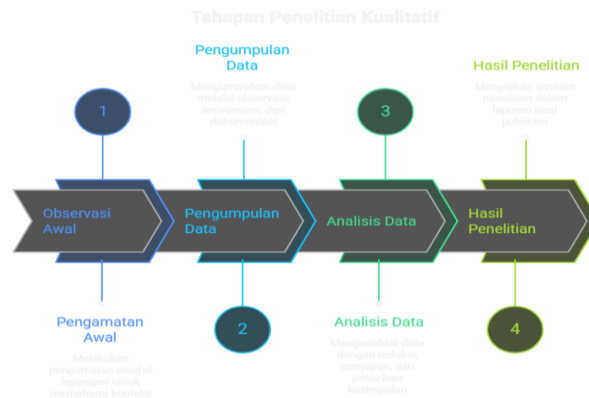 Tahapan Penelitian Kualitatif
Pengumpulan
Data
Mengumpulkan data
melalui observasi,
wawancara, dan
dokumentasi
Hasil Penelitian
Menyajikan temuan
penelitian dalam
laporan atau
publikasi
1
3
Observasi
Awal
Pengumpulan
Data
Analisis Data
Hasil
Penelitian
Pengamatan
Awal
Melakukan
pengamatan awal di
lapangan untuk
memahami konteks
2
Analisis Data
Menganalisis data
dengan reduksi,
penyajian, dan
penarikan
kesimpulan
4